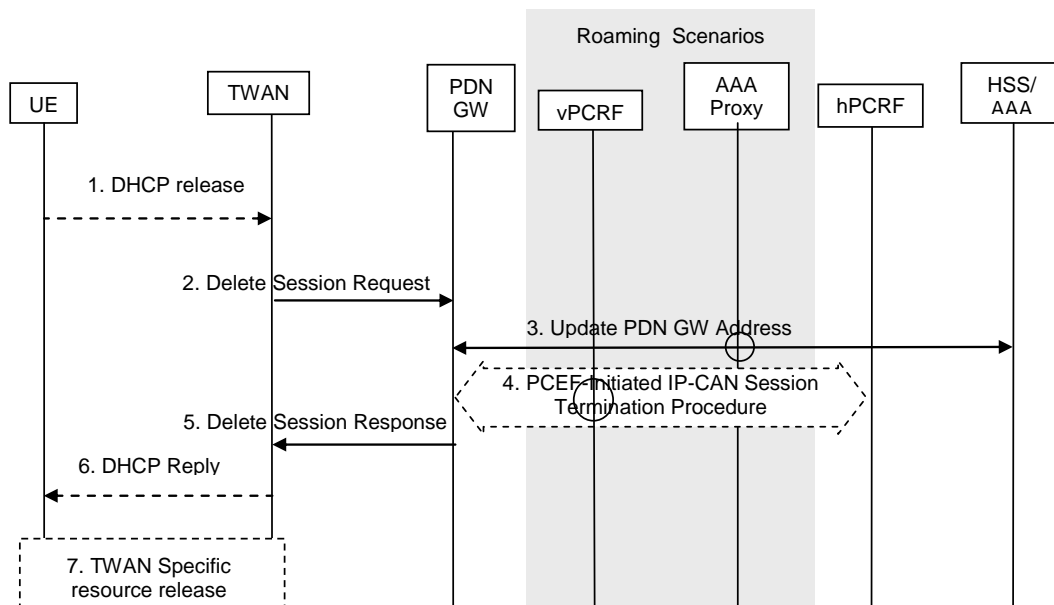 Roaming Scenarios
UE
TWAN
PDN
GW
vPCRF
AAA
Proxy
hPCRF
HSS/
AAA
1. DHCP release
2. Delete Session Request
3. Update PDN GW Address
4. PCEF-Initiated IP-CAN Session
Termination Procedure
5. Delete Session Response
6. DHCP Reply
7. TWAN Specific
resource release